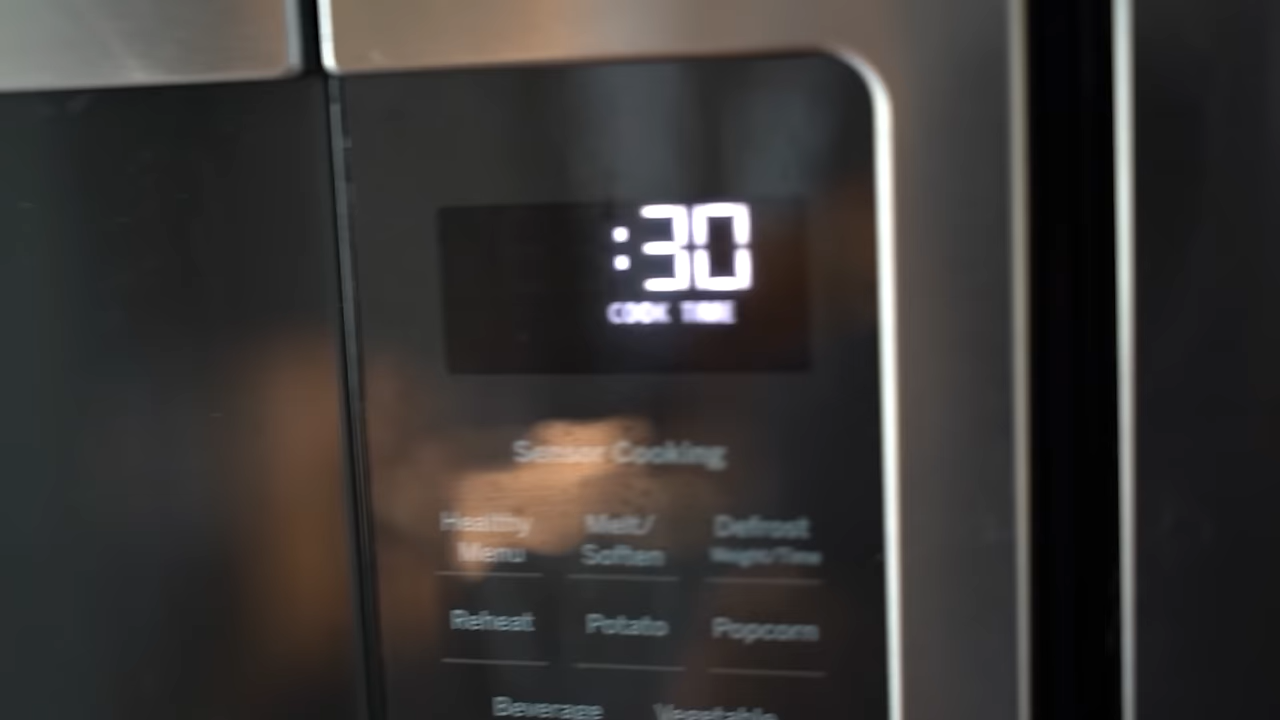 :30
COOK TIME
Sensor Cooking
Healthy Menu
Melt/ Soften
Defrost Weight/Time
Reheat
Potato
Popcorn
Beverage
Vegetable